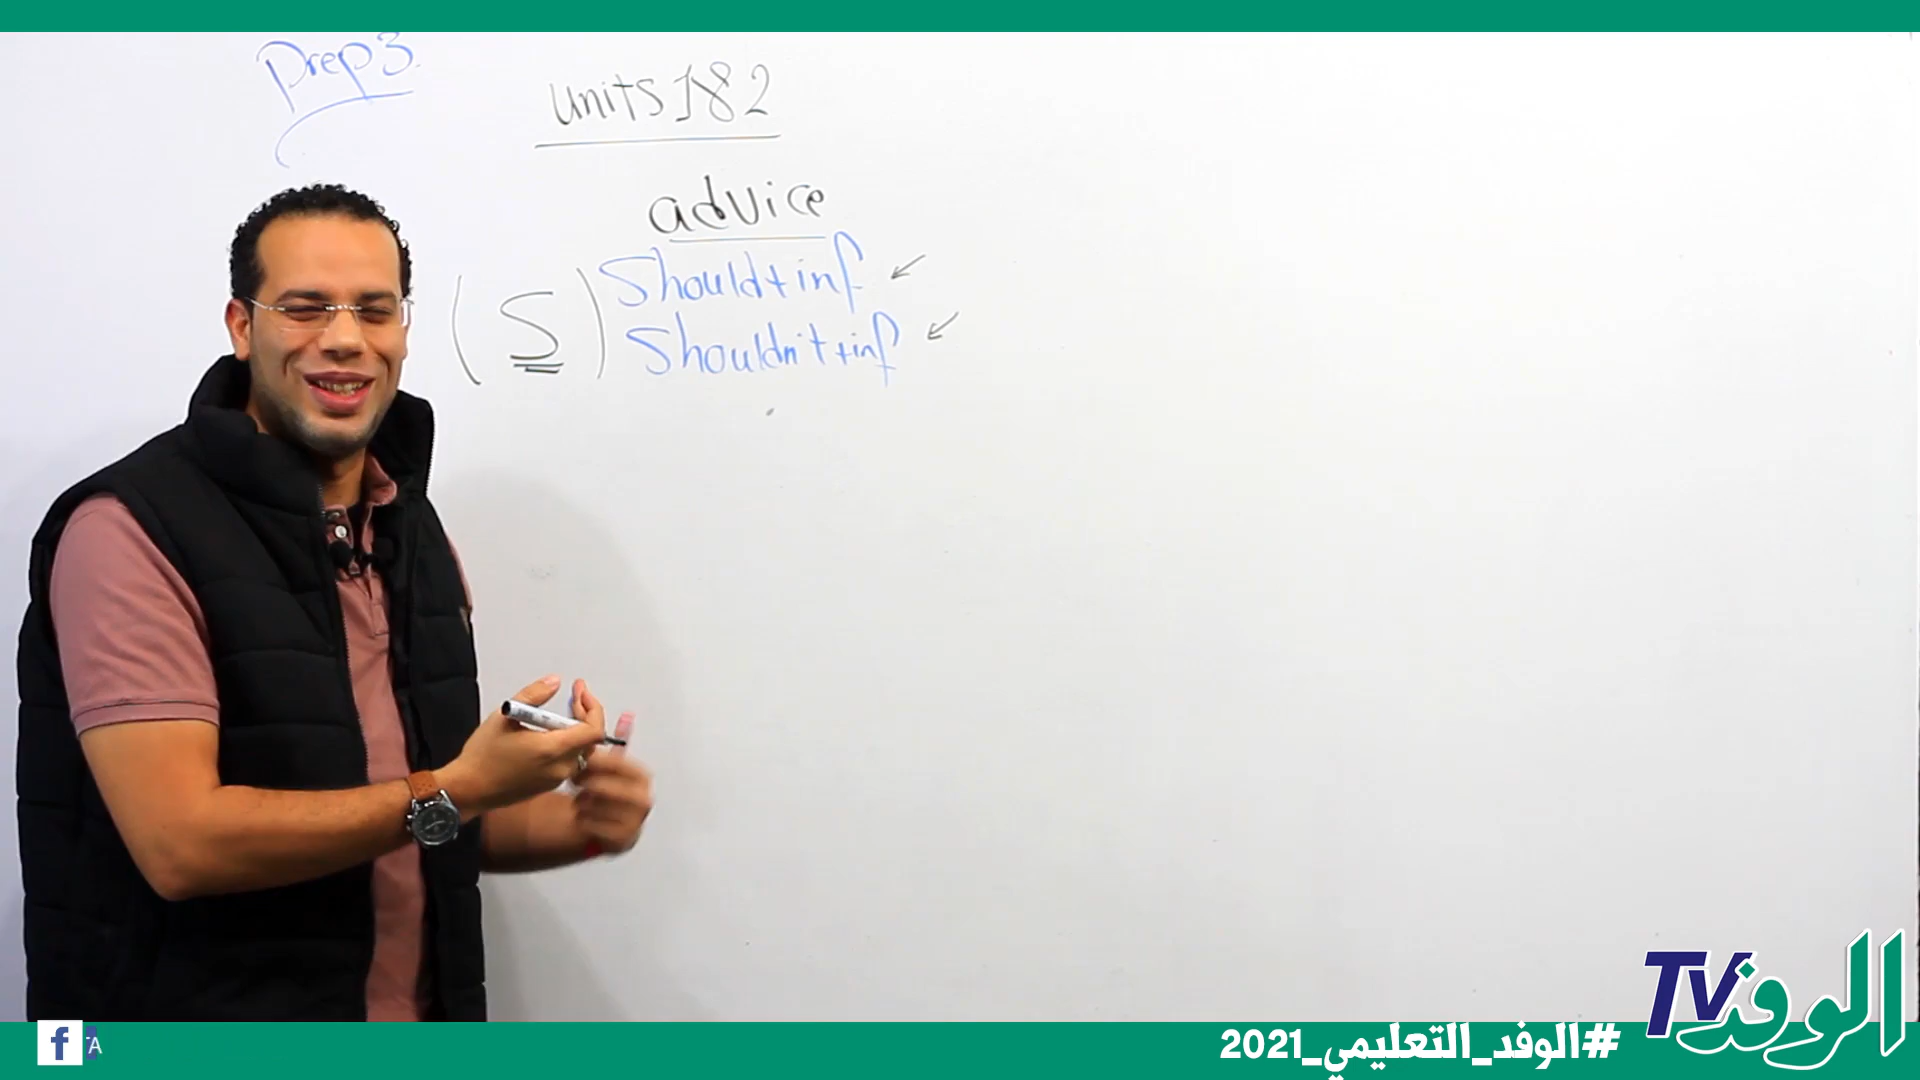 Prep 3.
Units 1 & 2
advice
(S) Should + inf
Shouldn't + inf
TV الوفد
#الوفد_التعليمي_2021
f A